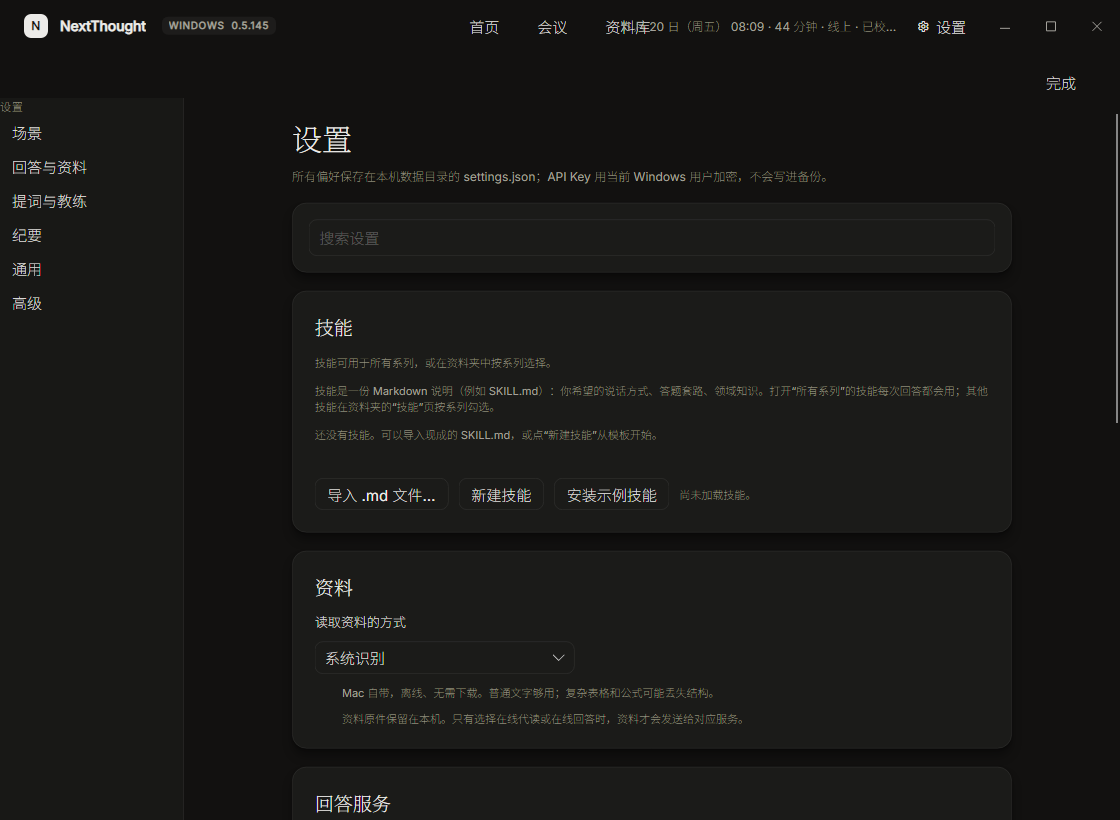 N NextThought WINDOWS 0.5.145 首页 会议 资料库 20 日（周五） 08:09 · 44 分钟 · 线上 · 已校... 设置
完成
设置
场景
回答与资料
提词与教练
纪要
通用
高级
设置
所有偏好保存在本机数据目录的 settings.json；API Key 用当前 Windows 用户加密，不会写进备份。
搜索设置
技能
技能可用于所有系列，或在资料夹中按系列选择。
技能是一份 Markdown 说明（例如 SKILL.md）：你希望的说话方式、答题套路、领域知识。打开“所有系列”的技能每次回答都会用；其他
技能在资料夹的“技能”页按系列勾选。
还没有技能。可以导入现成的 SKILL.md，或点“新建技能”从模板开始。
导入 .md 文件... 新建技能 安装示例技能 尚未加载技能。
资料
读取资料的方式
系统识别
Mac 自带，离线、无需下载。普通文字够用；复杂表格和公式可能丢失结构。
资料原件保留在本机。只有选择在线代读或在线回答时，资料才会发送给对应服务。
回答服务